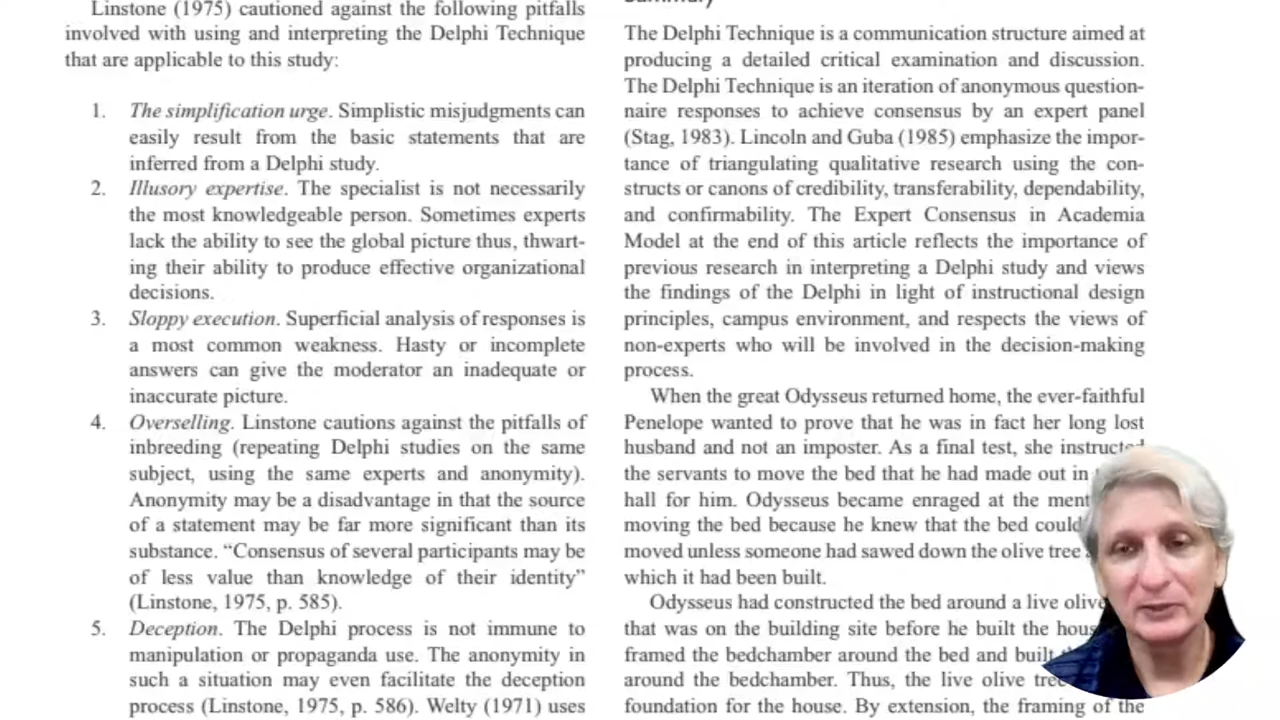 Linstone (1975) cautioned against the following pitfalls
involved with using and interpreting the Delphi Technique
that are applicable to this study:
1. The simplification urge. Simplistic misjudgments can
easily result from the basic statements that are
inferred from a Delphi study.
2. Illusory expertise. The specialist is not necessarily
the most knowledgeable person. Sometimes experts
lack the ability to see the global picture thus, thwart-
ing their ability to produce effective organizational
decisions.
3. Sloppy execution. Superficial analysis of responses is
a most common weakness. Hasty or incomplete
answers can give the moderator an inadequate or
inaccurate picture.
4. Overselling. Linstone cautions against the pitfalls of
inbreeding (repeating Delphi studies on the same
subject, using the same experts and anonymity).
Anonymity may be a disadvantage in that the source
of a statement may be far more significant than its
substance. “Consensus of several participants may be
of less value than knowledge of their identity”
(Linstone, 1975, p. 585).
5. Deception. The Delphi process is not immune to
manipulation or propaganda use. The anonymity in
such a situation may even facilitate the deception
process (Linstone, 1975, p. 586). Welty (1971) uses
Summary
The Delphi Technique is a communication structure aimed at
producing a detailed critical examination and discussion.
The Delphi Technique is an iteration of anonymous question-
naire responses to achieve consensus by an expert panel
(Stag, 1983). Lincoln and Guba (1985) emphasize the impor-
tance of triangulating qualitative research using the con-
structs or canons of credibility, transferability, dependability,
and confirmability. The Expert Consensus in Academia
Model at the end of this article reflects the importance of
previous research in interpreting a Delphi study and views
the findings of the Delphi in light of instructional design
principles, campus environment, and respects the views of
non-experts who will be involved in the decision-making
process.
When the great Odysseus returned home, the ever-faithful
Penelope wanted to prove that he was in fact her long lost
husband and not an imposter. As a final test, she instructed
the servants to move the bed that he had made out in
hall for him. Odysseus became enraged at the
moving the bed because he knew that the bed could
moved unless someone had sawed down the olive tree
which it had been built.
Odysseus had constructed the bed around a live olive
that was on the building site before he built the
framed the bedchamber around the bed and built
around the bedchamber. Thus, the live olive
foundation for the house. By extension, the framing of the